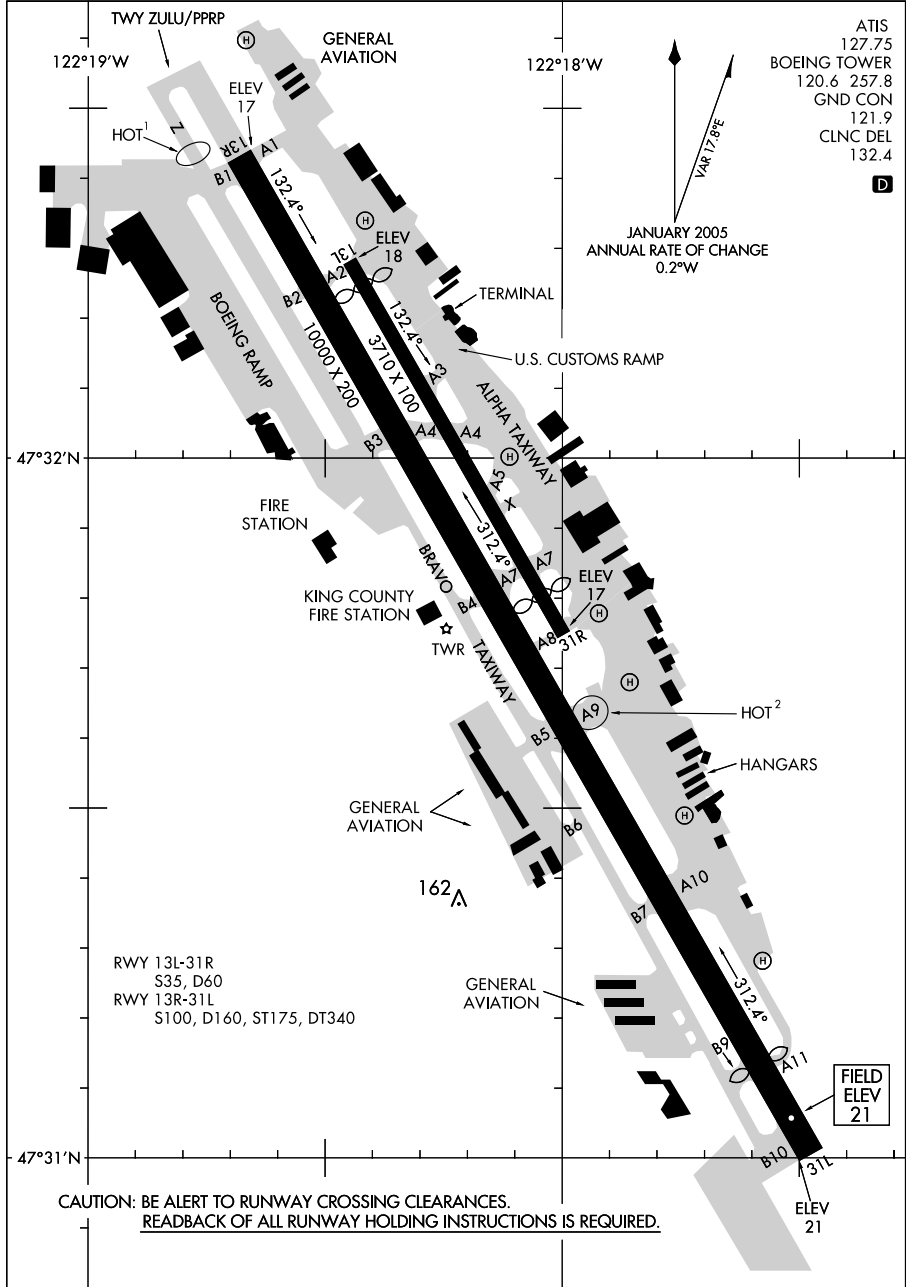 TWY ZULU/PPRP
GENERAL
AVIATION
ATIS
127.75
BOEING TOWER
120.6 257.8
GND CON
121.9
CLNC DEL
132.4
D
122°19'W
122°18'W
H
ELEV
17
HOT1
Z
13R
A1
B1
132.4°
VAR 17.8°E
JANUARY 2005
ANNUAL RATE OF CHANGE
0.2°W
H
13L
ELEV
18
A2
B2
TERMINAL
BOEING RAMP
10000 X 200
3710 X 100
132.4°
A3
U.S. CUSTOMS RAMP
ALPHA TAXIWAY
47°32'N
B3
A4
A4
H
A5
X
FIRE
STATION
312.4°
BRAVO
TAXIWAY
A7
A7
ELEV
17
KING COUNTY
FIRE STATION
B4
TWR
A8
31R
H
H
A9
HOT2
B5
HANGARS
GENERAL
AVIATION
H
B6
162
A10
B7
RWY 13L-31R
S35, D60
RWY 13R-31L
S100, D160, ST175, DT340
GENERAL
AVIATION
H
312.4°
B9
A11
FIELD
ELEV
21
47°31'N
B10
31L
ELEV
21
CAUTION: BE ALERT TO RUNWAY CROSSING CLEARANCES.
READBACK OF ALL RUNWAY HOLDING INSTRUCTIONS IS REQUIRED.